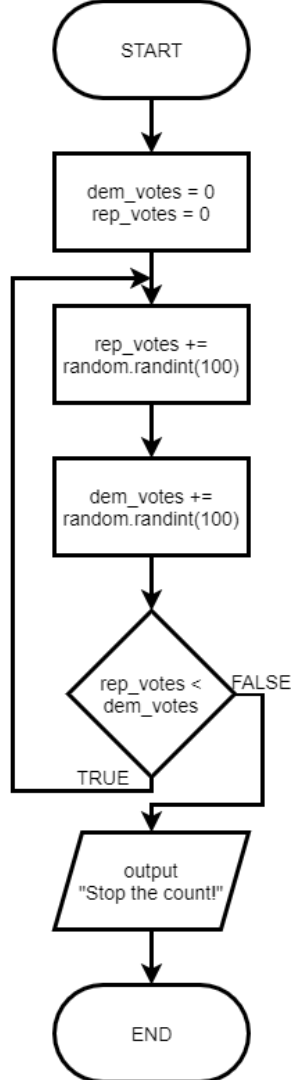 START
dem_votes = 0
rep_votes = 0
rep_votes +=
random.randint(100)
dem_votes +=
random.randint(100)
rep_votes <
dem_votes
FALSE
TRUE
output
"Stop the count!"
END